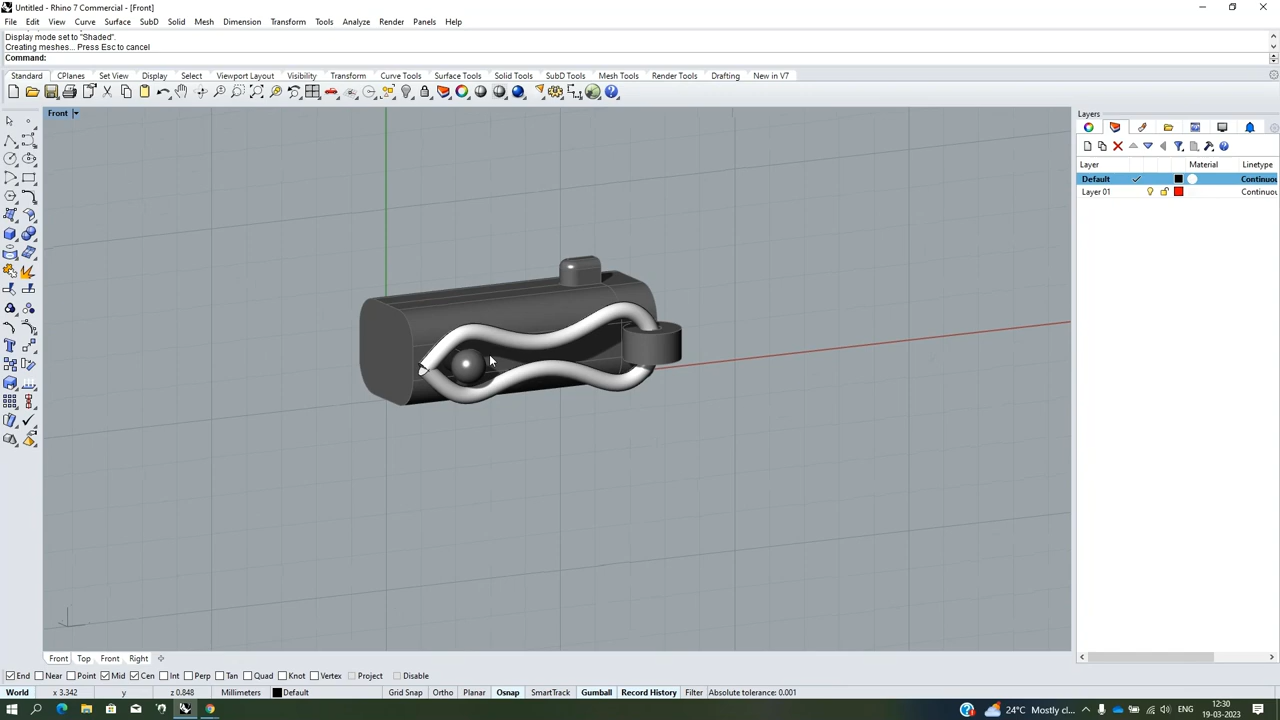 Untitled - Rhino 7 Commercial - [Front]
File Edit View Curve Surface SubD Solid Mesh Dimension Transform Tools Analyze Render Panels Help
Display mode set to "Shaded".
Creating meshes... Press Esc to cancel
Command:
Standard CPlanes Set View Display Select Viewport Layout Visibility Transform Curve Tools Surface Tools Solid Tools SubD Tools Mesh Tools Render Tools Drafting New in V7
Front
Layers
Layer Material Linetype
Default Continuou
Layer 01 Continuou
Front Top Front Right
End Near Point Mid Cen Int Perp Tan Quad Knot Vertex Project Disable
World x 3.342 y z 0.848 Millimeters Default Grid Snap Ortho Planar Osnap SmartTrack Gumball Record History Filter Absolute tolerance: 0.001
24°C Mostly cl... ENG 12:30
19-03-2023